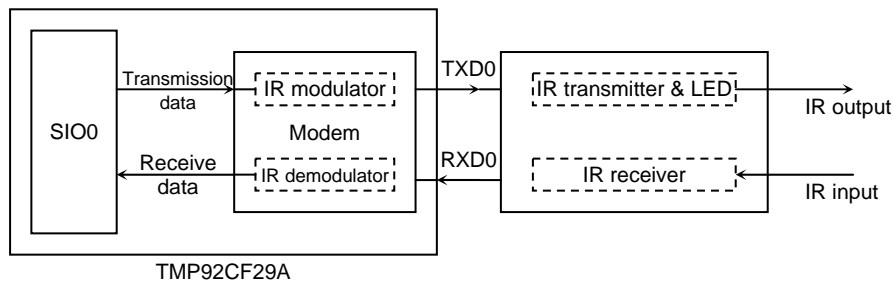 Transmission
data
IR modulator
TXD0
IR transmitter & LED
IR output
SIO0
Modem
Receive
data
IR demodulator
RXD0
IR receiver
IR input
TMP92CF29A